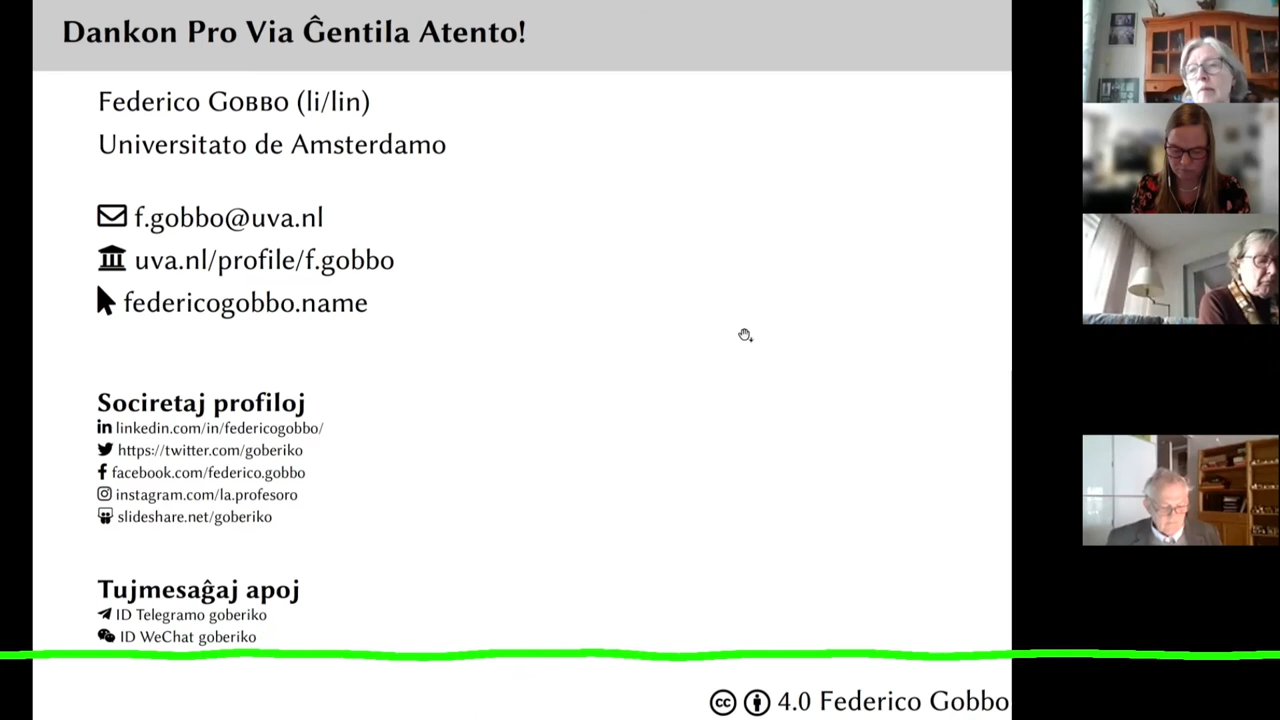 Dankon Pro Via Ĝentila Atento!
Federico Gobbo (li/lin)
Universitato de Amsterdamo
f.gobbo@uva.nl
uva.nl/profile/f.gobbo
federicogobbo.name
Sociretaj profiloj
linkedin.com/in/federicogobbo/
https://twitter.com/goberiko
facebook.com/federico.gobbo
instagram.com/la.profesoro
slideshare.net/goberiko
Tujmesaĝaj apoj
ID Telegramo goberiko
ID WeChat goberiko
cc 4.0 Federico Gobbo